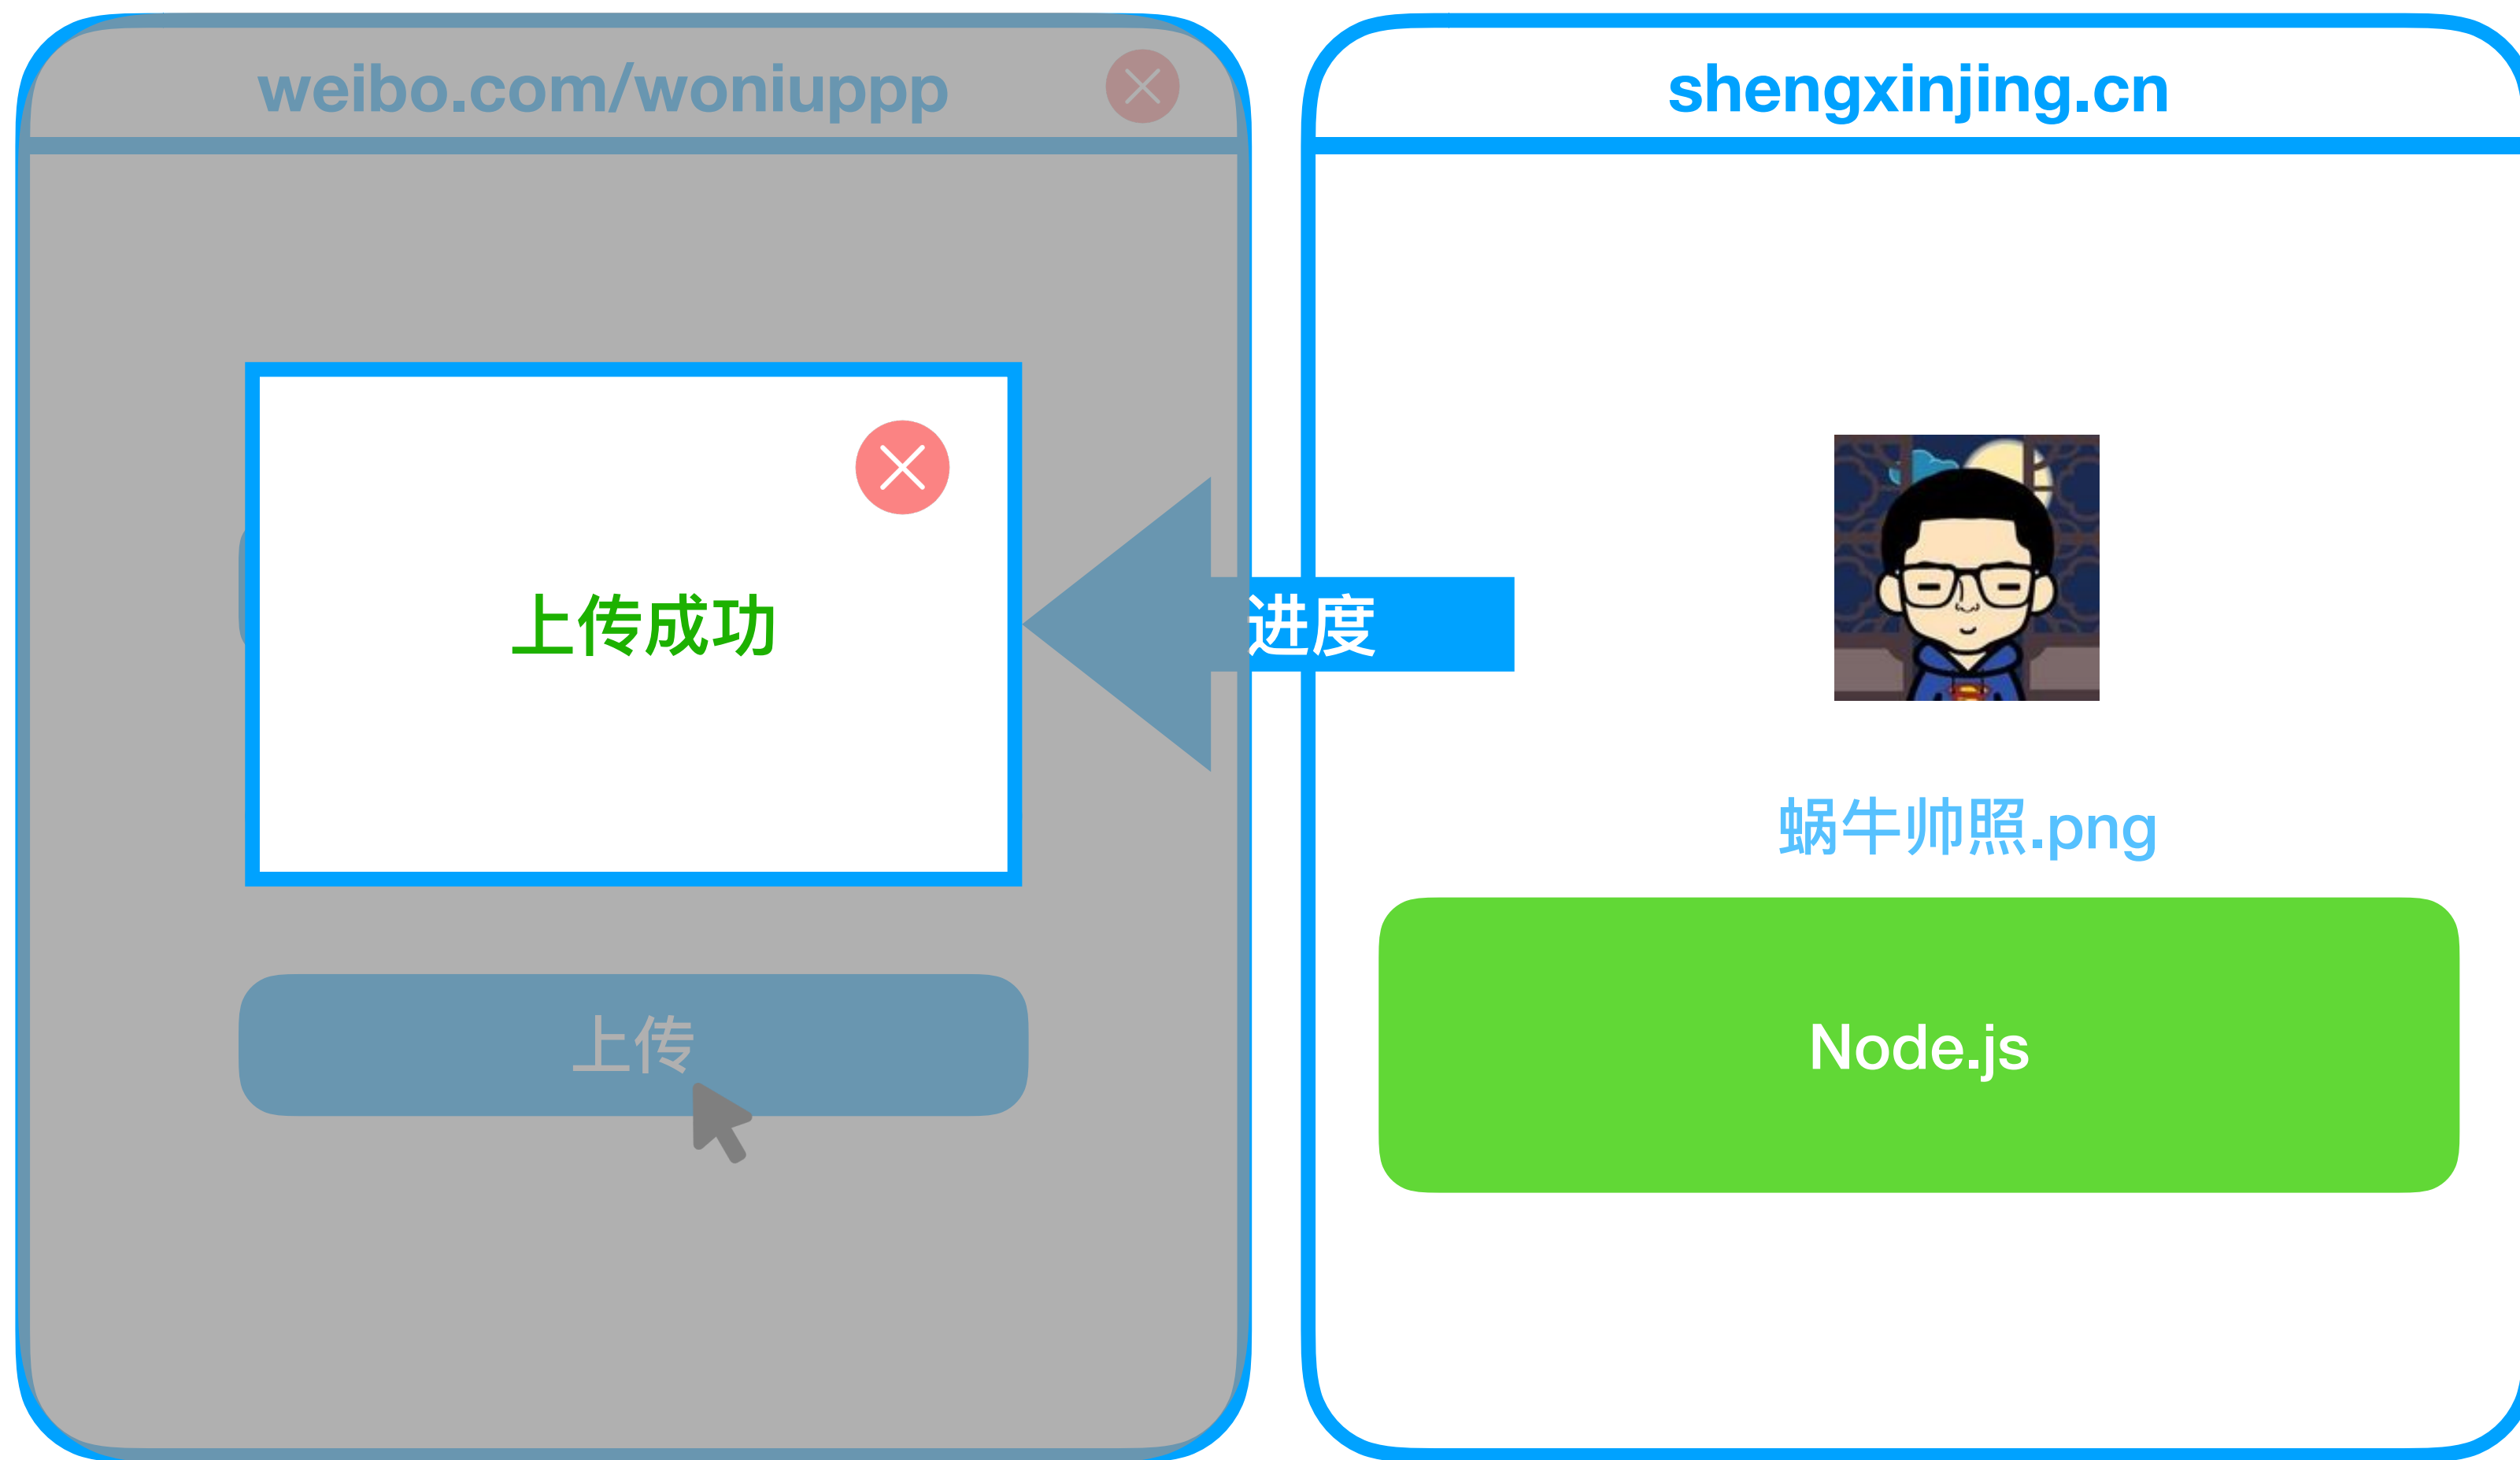 weibo.com/woniuppp
上传成功
上传
进度
shengxinjing.cn
蜗牛帅照.png
Node.js